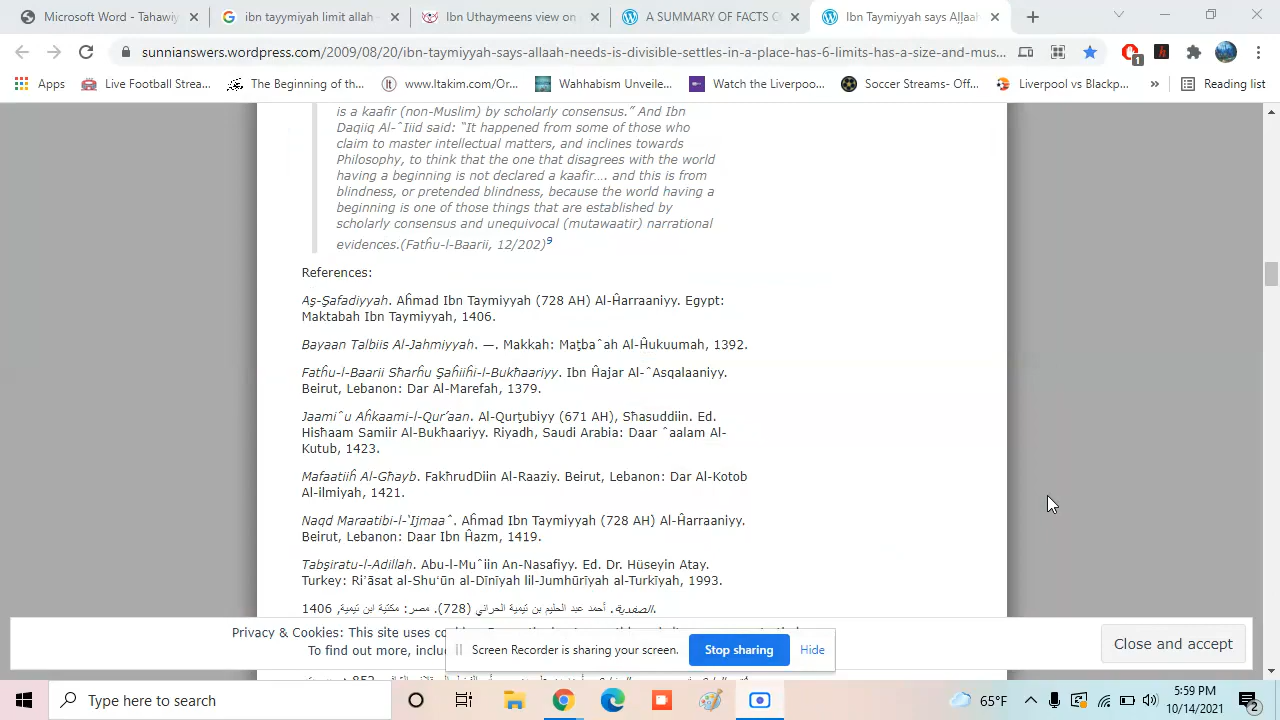 Microsoft Word - Tahawiy
ibn tayymiyah limit allah -
Ibn Uthaymeens view on
A SUMMARY OF FACTS C
Ibn Taymiyyah says Aļļaah
sunnianswers.wordpress.com/2009/08/20/ibn-taymiyyah-says-allaah-needs-is-divisible-settles-in-a-place-has-6-limits-has-a-size-and-mus...
1
Apps
Live Football Strea...
The Beginning of th...
Itakim.com/Or...
Wahhabism Unveile...
Watch the Liverpoo...
Soccer Streams- Off...
Liverpool vs Blackp...
»
Reading list
is a kaafir (non-Muslim) by scholarly consensus." And Ibn
Daqiiq Al-ˆIiid said: "It happened from some of those who
claim to master intellectual matters, and inclines towards
Philosophy, to think that the one that disagrees with the world
having a beginning is not declared a kaafir.... and this is from
blindness, or pretended blindness, because the world having a
beginning is one of those things that are established by
scholarly consensus and unequivocal (mutawaatir) narrational
evidences.(Fatĥu-l-Baarii, 12/202)9
References:
Aş-Şafadiyyah. Aĥmad Ibn Taymiyyah (728 AH) Al-Ĥarraaniyy. Egypt:
Maktabah Ibn Taymiyyah, 1406.
Bayaan Talbiis Al-Jahmiyyah. —. Makkah: Maţbaˆah Al-Ĥukuumah, 1392.
Fatĥu-l-Baarii Sħarĥu Şaĥiiĥi-l-Bukħaariyy. Ibn Ĥajar Al-ˆAsqalaaniyy.
Beirut, Lebanon: Dar Al-Marefah, 1379.
Jaamiˆu Aĥkaami-l-Qur'aan. Al-Qurţubiyy (671 AH), Sħasuddiin. Ed.
Hisħaam Samiir Al-Bukħaariyy. Riyadh, Saudi Arabia: Daar ˆaalam Al-
Kutub, 1423.
Mafaatiiĥ Al-Għayb. FakħrudDiin Al-Raaziy. Beirut, Lebanon: Dar Al-Kotob
Al-ilmiyah, 1421.
Naqd Maraatibi-l-'Ijmaaˆ. Aĥmad Ibn Taymiyyah (728 AH) Al-Ĥarraaniyy.
Beirut, Lebanon: Daar Ibn Ĥazm, 1419.
Tabşiratu-l-Adillah. Abu-l-Muˆiin An-Nasafiyy. Ed. Dr. Hüseyin Atay.
Turkey: Ri'āsat al-Shu'ūn al-Dīnīyah lil-Jumhūrīyah al-Turkīyah, 1993.
الصفدية. أحمد عبد الحليم بن تيمية الحراني (728). مصر: مكتبة ابن تيمية, 1406.
Privacy & Cookies: This site uses
To find out more, inclu
Close and accept
Screen Recorder is sharing your screen.
Stop sharing
Hide
Type here to search
65°F
5:59 PM
10/14/2021
2